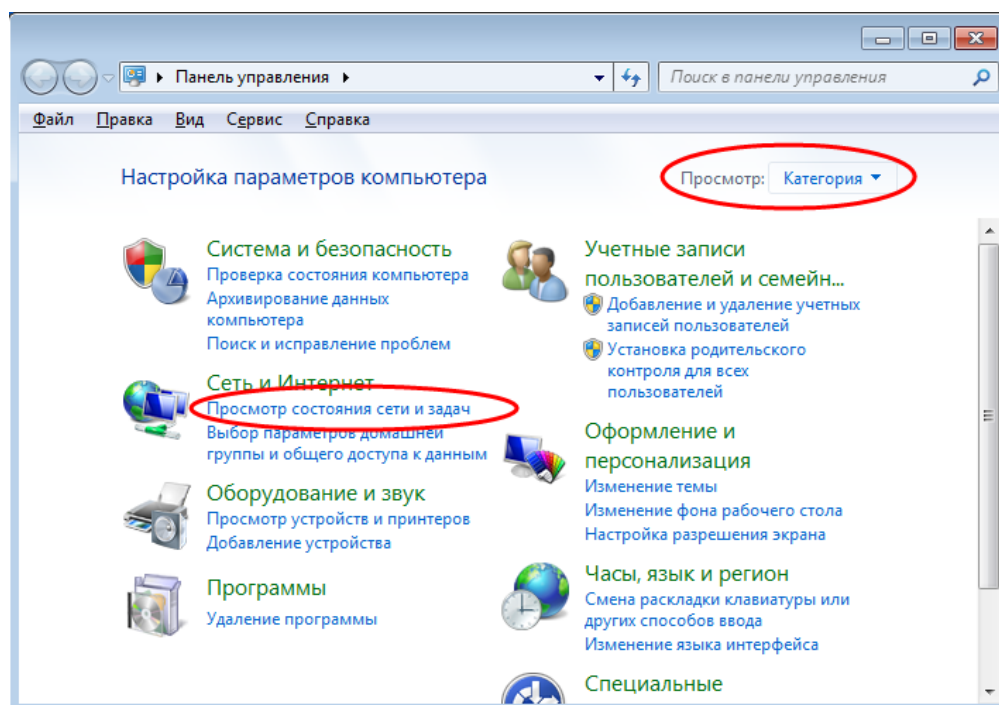 Панель управления
Поиск в панели управления
Файл Правка Вид Сервис Справка
Настройка параметров компьютера
Просмотр: Категория
Система и безопасность
Проверка состояния компьютера
Архивирование данных
компьютера
Поиск и исправление проблем
Сеть и Интернет
Просмотр состояния сети и задач
Выбор параметров домашней
группы и общего доступа к данным
Оборудование и звук
Просмотр устройств и принтеров
Добавление устройства
Программы
Удаление программы
Учетные записи
пользователей и семейн...
Добавление и удаление учетных
записей пользователей
Установка родительского
контроля для всех
пользователей
Оформление и
персонализация
Изменение темы
Изменение фона рабочего стола
Настройка разрешения экрана
Часы, язык и регион
Смена раскладки клавиатуры или
других способов ввода
Изменение языка интерфейса
Специальные